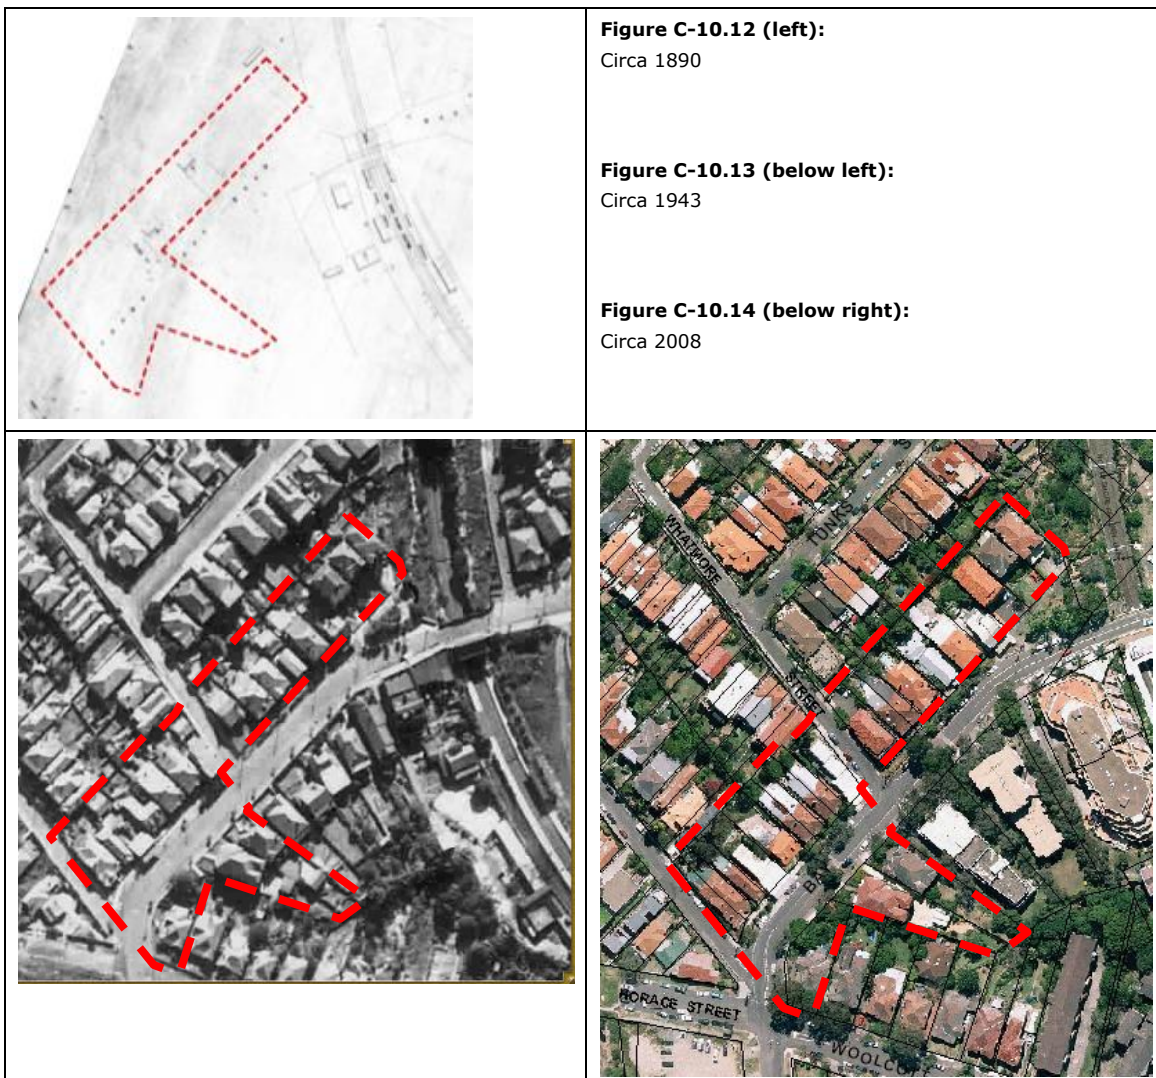 Figure C-10.12 (left):
Circa 1890
Figure C-10.13 (below left):
Circa 1943
Figure C-10.14 (below right):
Circa 2008
WHATMORE
STREET
TUNKS
HORACE STREET